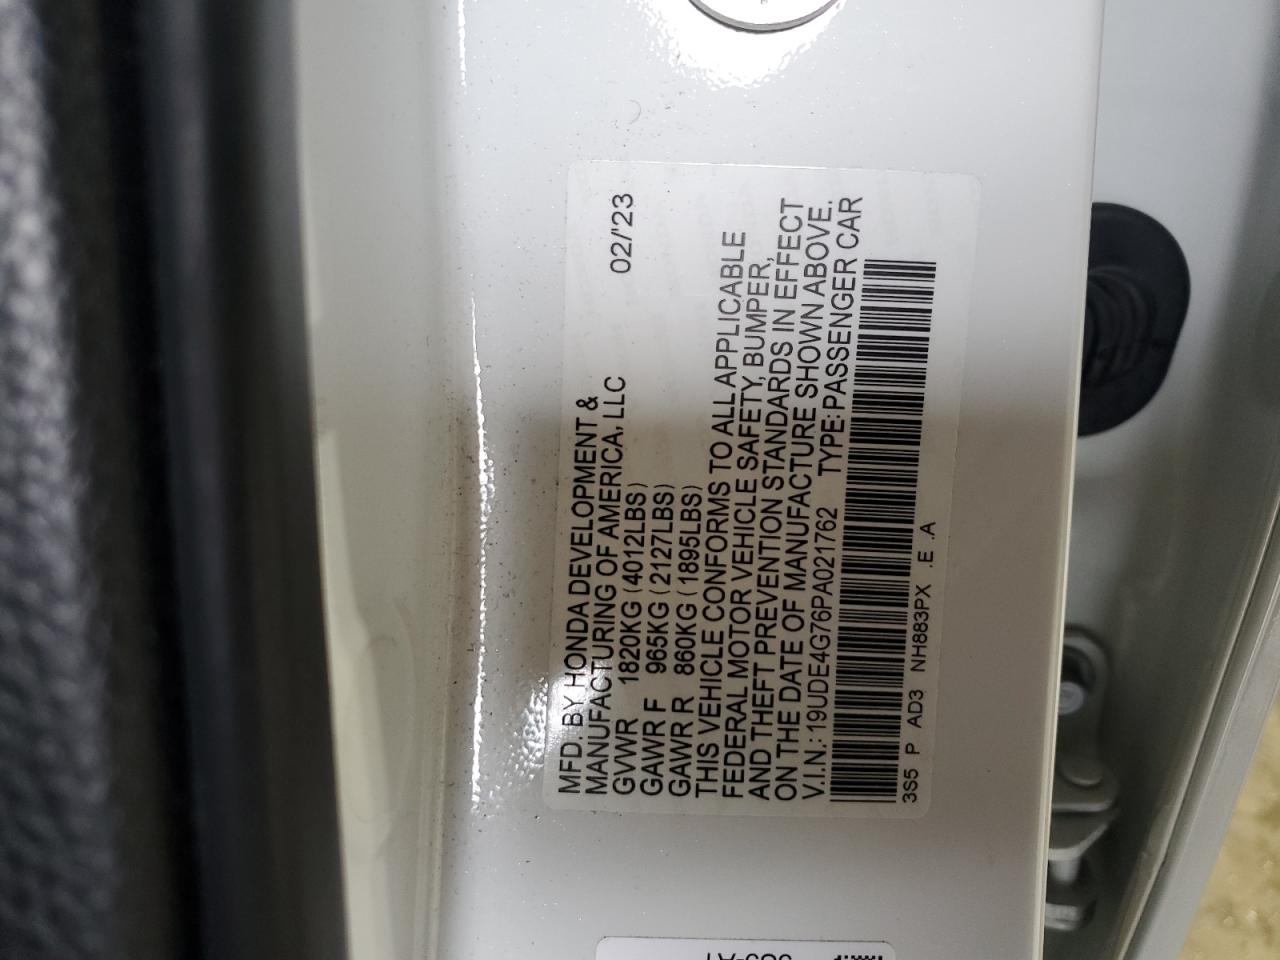 MFD. BY HONDA DEVELOPMENT &
MANUFACTURING OF AMERICA, LLC 02/'23
GVWR 1820KG (4012LBS)
GAWR F 965KG (2127LBS)
GAWR R 860KG (1895LBS)
THIS VEHICLE CONFORMS TO ALL APPLICABLE
FEDERAL MOTOR VEHICLE SAFETY, BUMPER,
AND THEFT PREVENTION STANDARDS IN EFFECT
ON THE DATE OF MANUFACTURE SHOWN ABOVE.
V.I.N.: 19UDE4G76PA021762 TYPE: PASSENGER CAR
3S5 P AD3 NH883PX .E .A